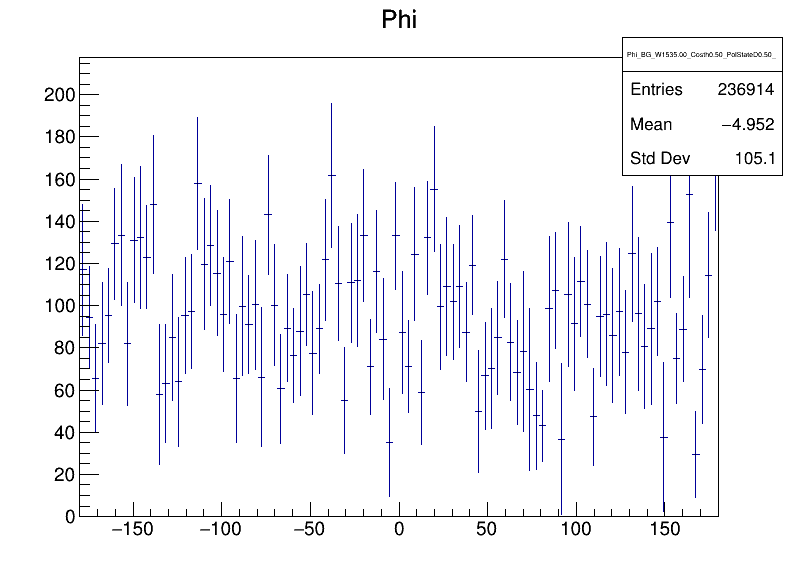 Phi
Phi_BG_W1535.00_Costh0.50_PolStateD0.50_
Entries 236914
Mean −4.952
Std Dev 105.1
200
180
160
140
120
100
80
60
40
20
0
−150 −100 −50 0 50 100 150